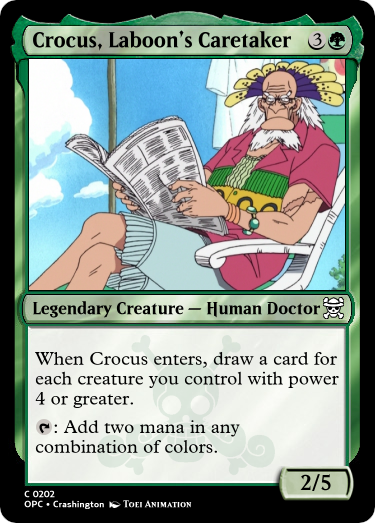 Crocus, Laboon's Caretaker 3
Legendary Creature — Human Doctor
When Crocus enters, draw a card for
each creature you control with power
4 or greater.
: Add two mana in any
combination of colors.
2/5
C 0202
OPC • Crashington TOEI ANIMATION